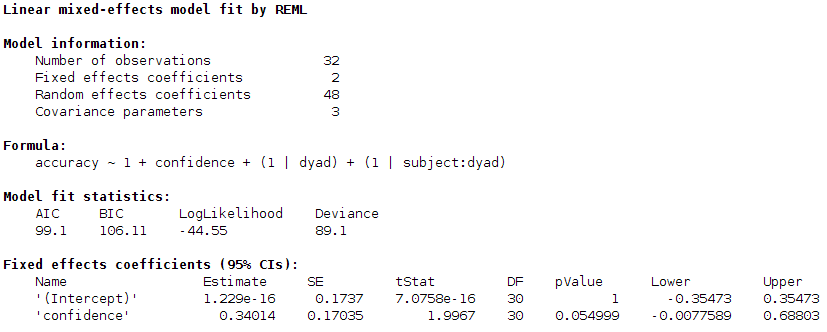 Linear mixed-effects model fit by REML
Model information:
Number of observations 32
Fixed effects coefficients 2
Random effects coefficients 48
Covariance parameters 3
Formula:
accuracy ~ 1 + confidence + (1 | dyad) + (1 | subject:dyad)
Model fit statistics:
AIC BIC LogLikelihood Deviance
99.1 106.11 -44.55 89.1
Fixed effects coefficients (95% CIs):
Name Estimate SE tStat DF pValue Lower Upper
'(Intercept)' 1.229e-16 0.1737 7.0758e-16 30 1 -0.35473 0.35473
'confidence' 0.34014 0.17035 1.9967 30 0.054999 -0.0077589 0.68803